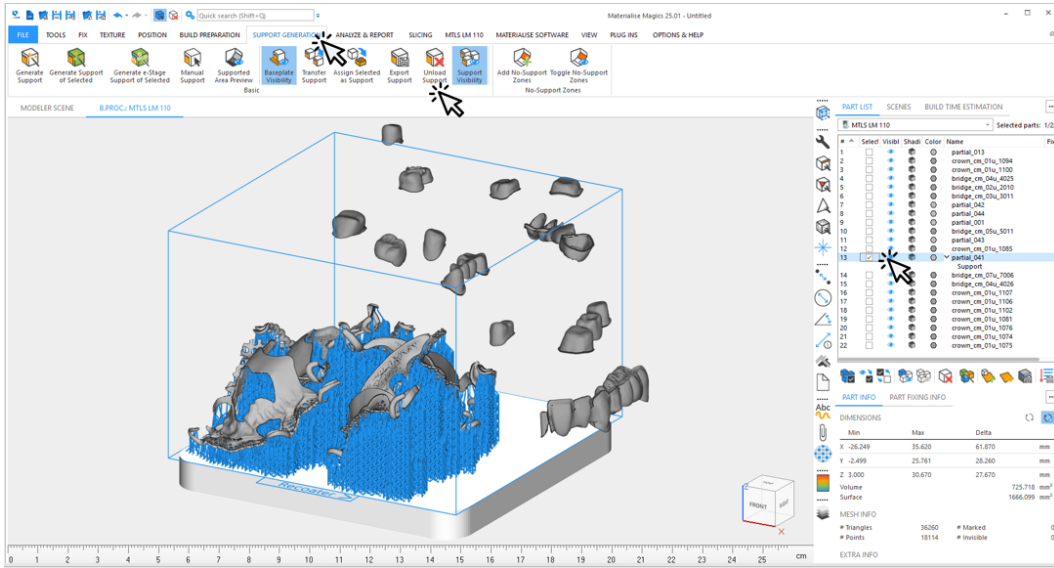 Quick search (Shift+Q)
Materialise Magics 25.01 - Untitled
FILE TOOLS FIX TEXTURE POSITION BUILD PREPARATION SUPPORT GENERATION ANALYZE & REPORT SLICING MTLS LM 110 MATERIALISE SOFTWARE VIEW PLUG INS OPTIONS & HELP
Generate Support
Generate Support of Selected
Generate e-Stage Support of Selected
Manual Support
Supported Area Preview
Baseplate Visibility
Transfer Support
Assign Selected as Support
Export Support
Unload Support
Support Visibility
Add No-Support Zones
Toggle No-Support Zones
Basic
No-Support Zones
MODELER SCENE B.PROC.: MTLS LM 110
PART LIST SCENES BUILD TIME ESTIMATION
MTLS LM 110 Selected parts: 1/2
# Select Visibl Shadi Color Name Fix
1 partial_013
2 crown_cm_01u_1094
3 crown_cm_01u_1100
4 bridge_cm_04u_4025
5 bridge_cm_02u_2010
6 bridge_cm_03u_3011
7 partial_042
8 partial_044
9 partial_001
10 bridge_cm_05u_5011
11 partial_043
12 crown_cm_01u_1085
13 partial_041
Support
14 bridge_cm_07u_7006
15 bridge_cm_04u_4026
16 crown_cm_01u_1107
17 crown_cm_01u_1106
18 crown_cm_01u_1102
19 crown_cm_01u_1081
20 crown_cm_01u_1076
21 crown_cm_01u_1074
22 crown_cm_01u_1075
PART INFO PART FIXING INFO
DIMENSIONS
Min Max Delta
X -26.249 35.620 61.870 mm
Y -2.499 25.761 28.260 mm
Z 3.000 30.670 27.670 mm
Volume 725.718 mm³
Surface 1666.099 mm²
MESH INFO
# Triangles 36260 # Marked 0
# Points 18114 # Invisible 0
EXTRA INFO
Abc
Recoater
Z
FRONT
RIGHT
X
0 1 2 3 4 5 6 7 8 9 10 11 12 13 14 15 16 17 18 19 20 21 22 23 24 25 cm